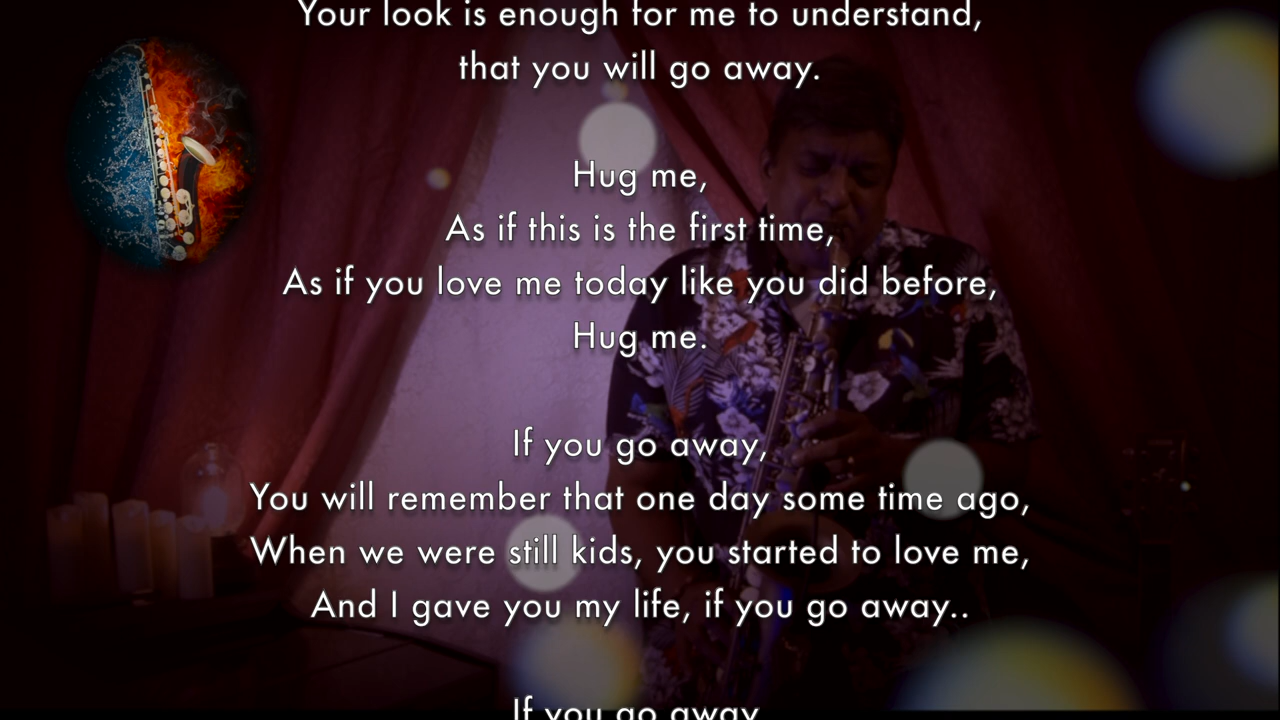 Your look is enough for me to understand,
that you will go away.
Hug me,
As if this is the first time,
As if you love me today like you did before,
Hug me.
If you go away,
You will remember that one day some time ago,
When we were still kids, you started to love me,
And I gave you my life, if you go away..
If you go away